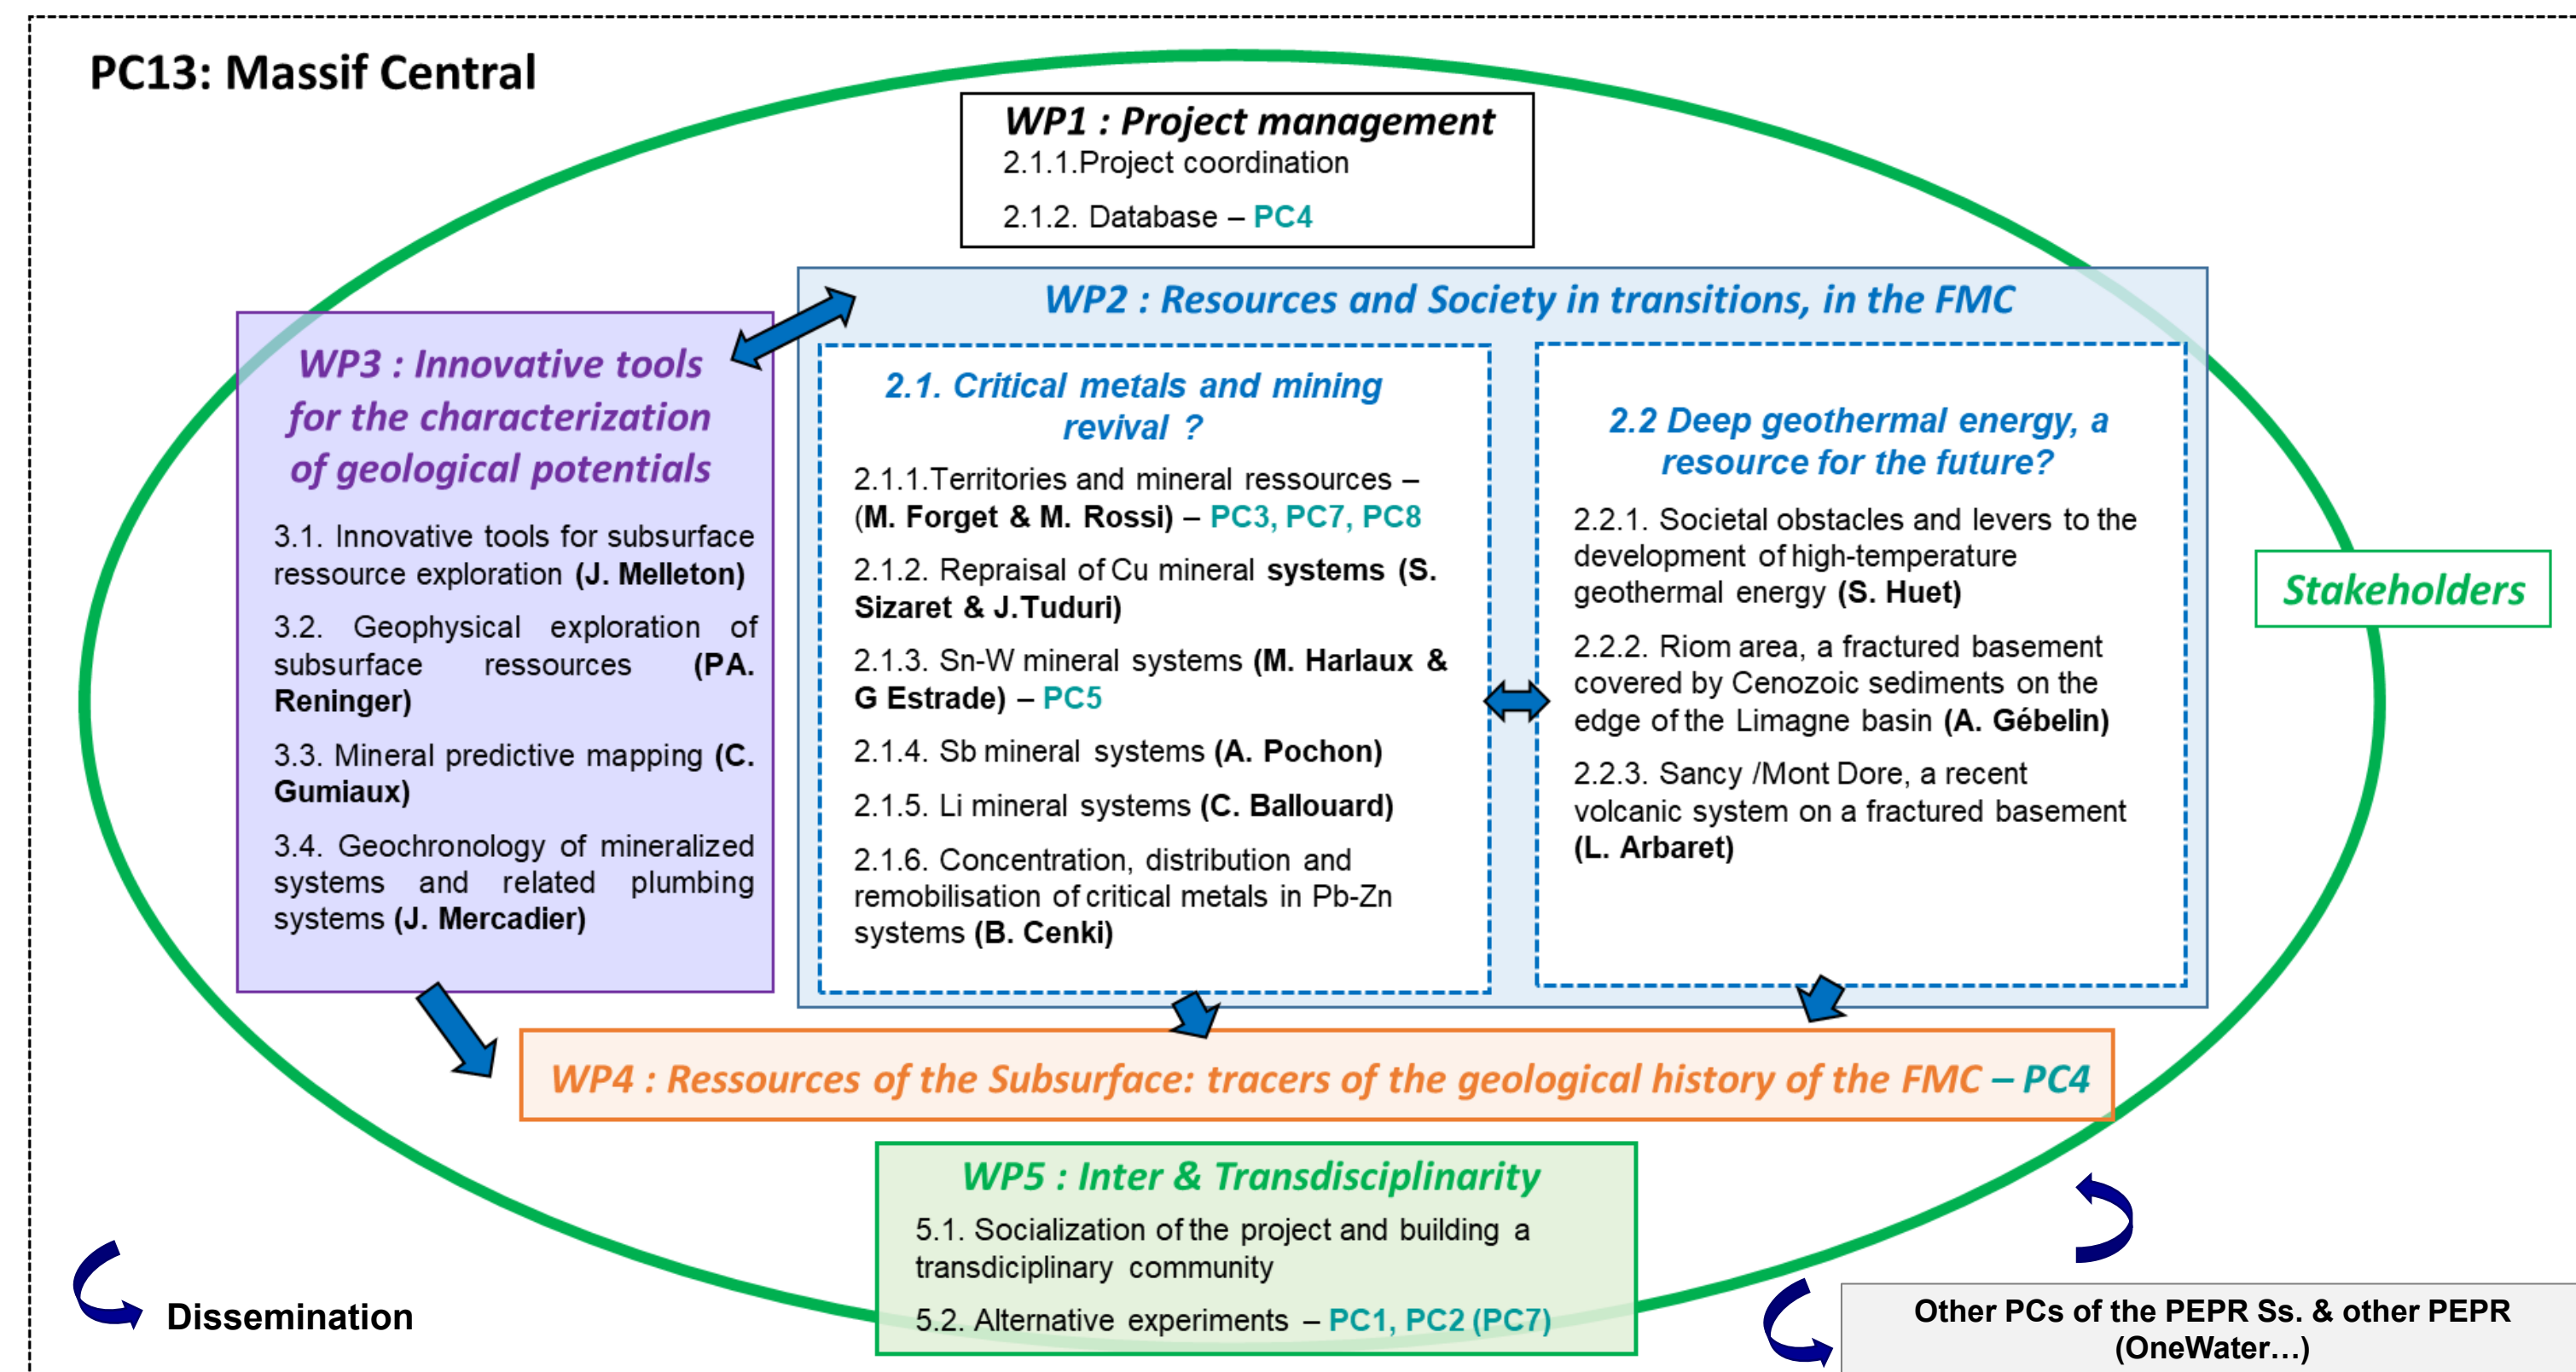 PC13: Massif Central
WP1 : Project management
2.1.1.Project coordination
2.1.2. Database – PC4
WP2 : Resources and Society in transitions, in the FMC
WP3 : Innovative tools
for the characterization
of geological potentials
3.1. Innovative tools for subsurface
ressource exploration (J. Melleton)
3.2. Geophysical exploration of
subsurface ressources (PA.
Reninger)
3.3. Mineral predictive mapping (C.
Gumiaux)
3.4. Geochronology of mineralized
systems and related plumbing
systems (J. Mercadier)
2.1. Critical metals and mining
revival ?
2.1.1.Territories and mineral ressources –
(M. Forget & M. Rossi) – PC3, PC7, PC8
2.1.2. Repraisal of Cu mineral systems (S.
Sizaret & J.Tuduri)
2.1.3. Sn-W mineral systems (M. Harlaux &
G Estrade) – PC5
2.1.4. Sb mineral systems (A. Pochon)
2.1.5. Li mineral systems (C. Ballouard)
2.1.6. Concentration, distribution and
remobilisation of critical metals in Pb-Zn
systems (B. Cenki)
2.2 Deep geothermal energy, a
resource for the future?
2.2.1. Societal obstacles and levers to the
development of high-temperature
geothermal energy (S. Huet)
2.2.2. Riom area, a fractured basement
covered by Cenozoic sediments on the
edge of the Limagne basin (A. Gébelin)
2.2.3. Sancy /Mont Dore, a recent
volcanic system on a fractured basement
(L. Arbaret)
Stakeholders
WP4 : Ressources of the Subsurface: tracers of the geological history of the FMC – PC4
WP5 : Inter & Transdisciplinarity
5.1. Socialization of the project and building a
transdiciplinary community
5.2. Alternative experiments – PC1, PC2 (PC7)
Dissemination
Other PCs of the PEPR Ss. & other PEPR
(OneWater…)